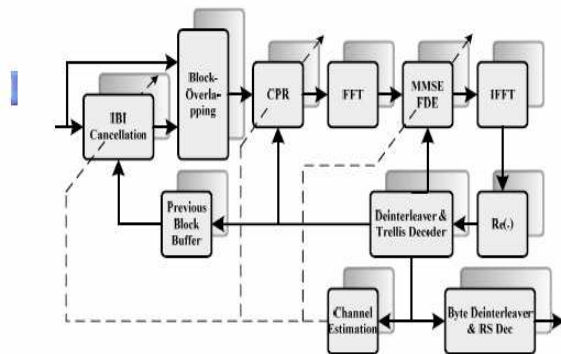 IBI
Cancellation
Block-
Overla-
pping
CPR
FFT
MMSE
FDE
IFFT
Previous
Block
Buffer
Deinterleaver &
Trellis Decoder
Re(.)
Channel
Estimation
Byte Deinterleaver
& RS Dec